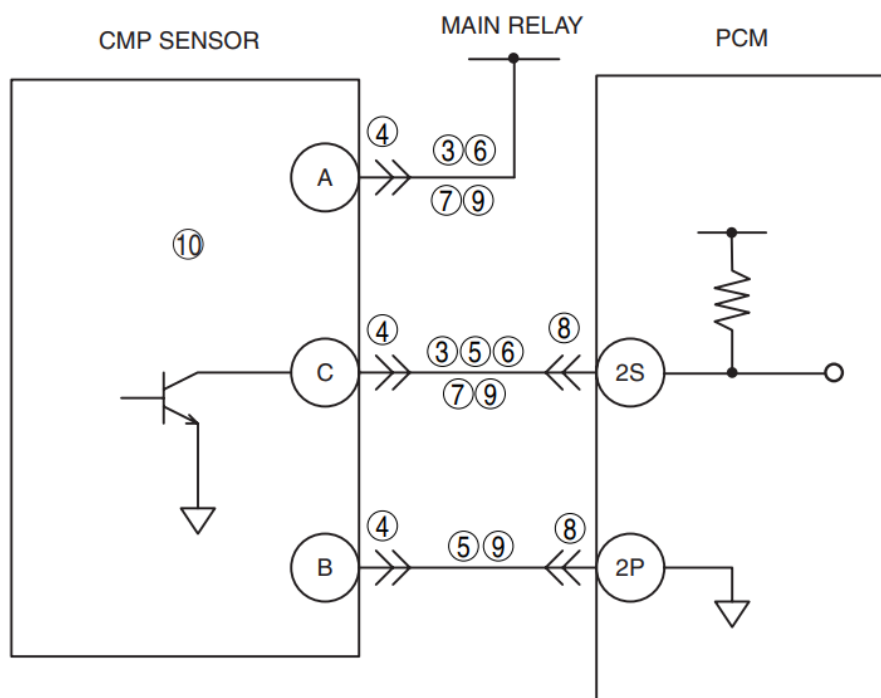 CMP SENSOR
MAIN RELAY
PCM
④
③⑥
A
⑦⑨
⑩
④
③⑤⑥
⑧
C
2S
⑦⑨
④
⑤⑨
⑧
B
2P